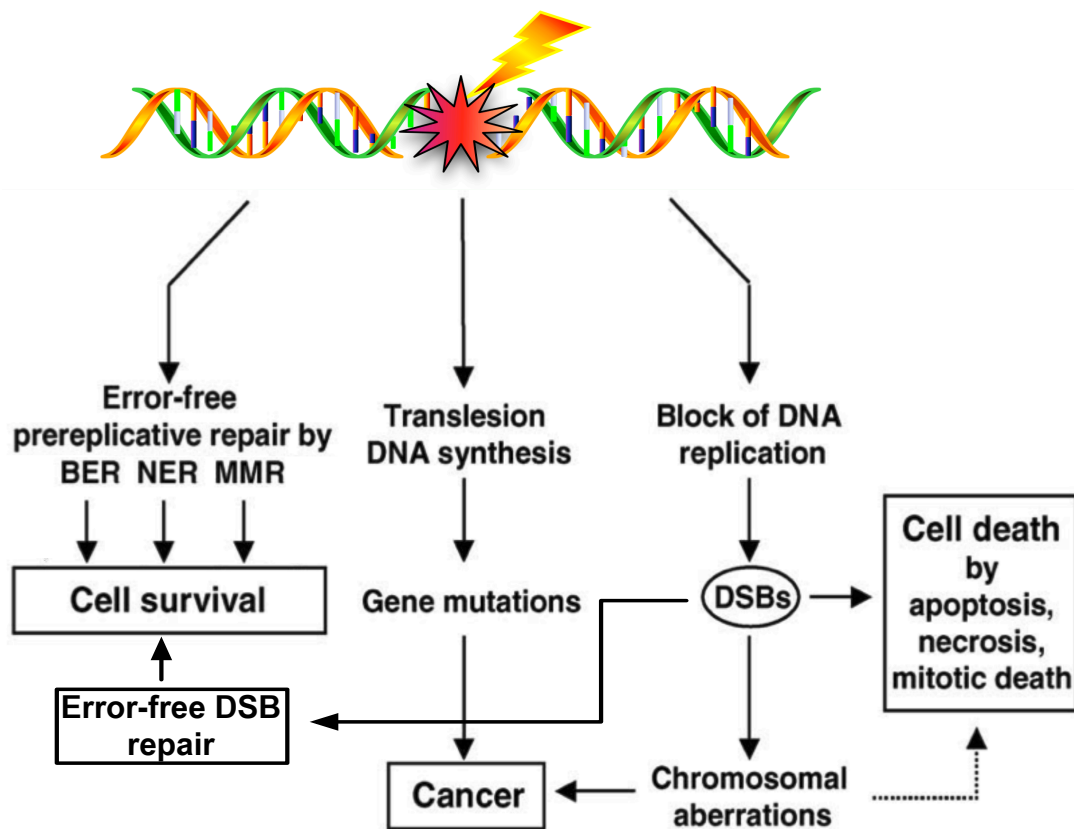 Error-free
prereplicative repair by
BER NER MMR
Translesion
DNA synthesis
Block of DNA
replication
Cell survival
Gene mutations
DSBs
Cell death
by
apoptosis,
necrosis,
mitotic death
Error-free DSB
repair
Cancer
Chromosomal
aberrations